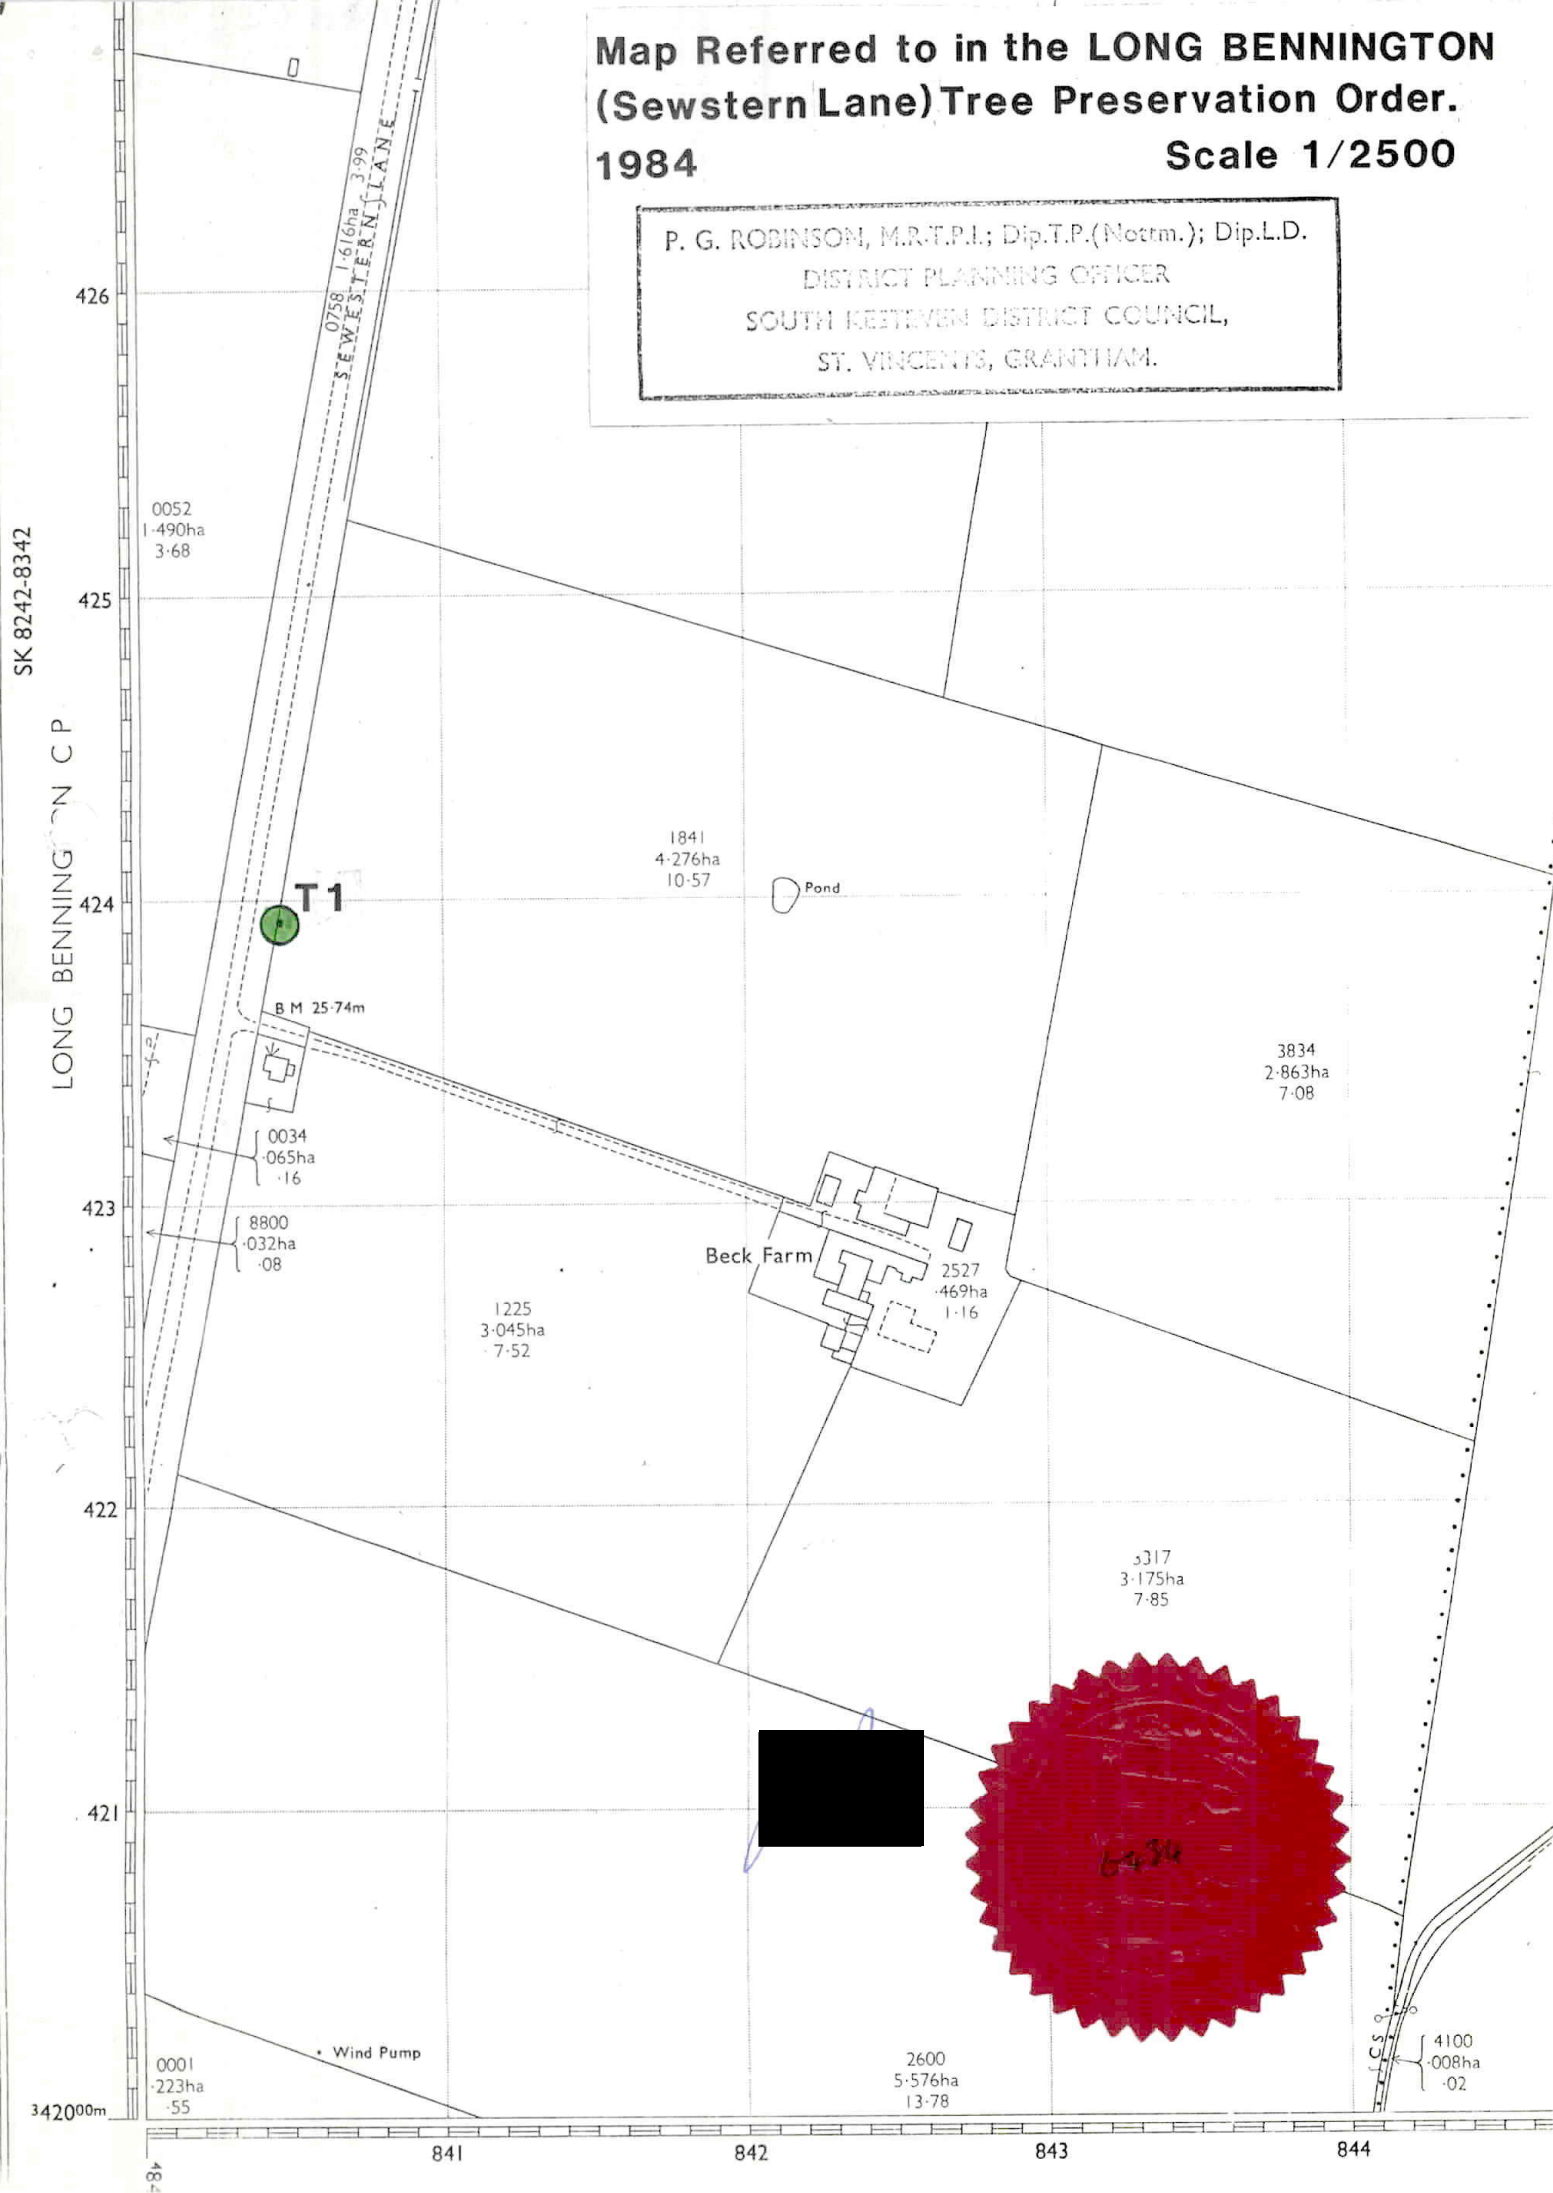 Map Referred to in the LONG BENNINGTON
(Sewstern Lane) Tree Preservation Order.
1984 Scale 1/2500
P. G. ROBINSON, M.R.T.P.I.; Dip.T.P.(Nottm.); Dip.L.D.
DISTRICT PLANNING OFFICER
SOUTH KESTEVEN DISTRICT COUNCIL,
ST. VINCENTS, GRANTHAM.
0758 1·616ha 3·99
SEWESTERN LANE
426
0052
1·490ha
3·68
SK 8242-8342
425
LONG BENNINGTON CP
1841
4·276ha
10·57
Pond
424
T1
BM 25·74m
3834
2·863ha
7·08
0034
·065ha
·16
423
8800
·032ha
·08
Beck Farm
2527
·469ha
1·16
1225
3·045ha
7·52
422
3317
3·175ha
7·85
421
Wind Pump
0001
·223ha
·55
2600
5·576ha
13·78
CS
4100
·008ha
·02
342000m
484
841
842
843
844